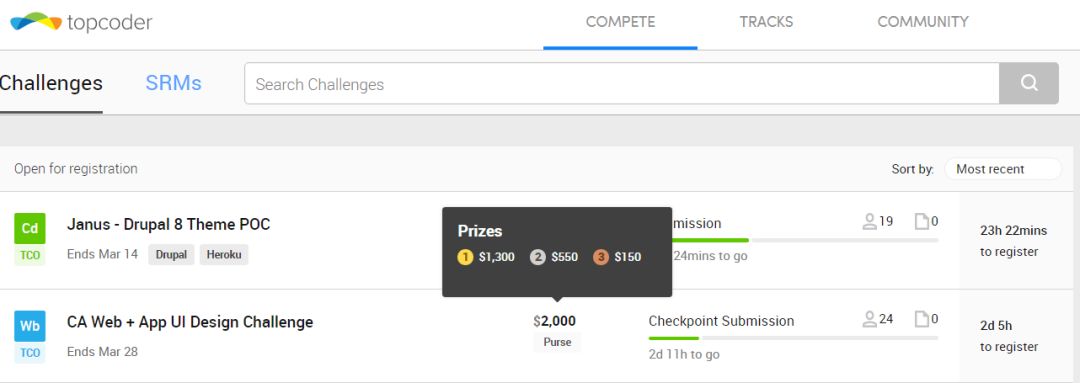 topcoder
COMPETE TRACKS COMMUNITY
Challenges SRMs Search Challenges
Open for registration Sort by: Most recent
Cd
TCO
Janus - Drupal 8 Theme POC
Ends Mar 14 Drupal Heroku
Prizes
1 $1,300 2 $550 3 $150
mission
24mins to go
19 0
23h 22mins
to register
Wb
TCO
CA Web + App UI Design Challenge
Ends Mar 28
$2,000
Purse
Checkpoint Submission
2d 11h to go
24 0
2d 5h
to register